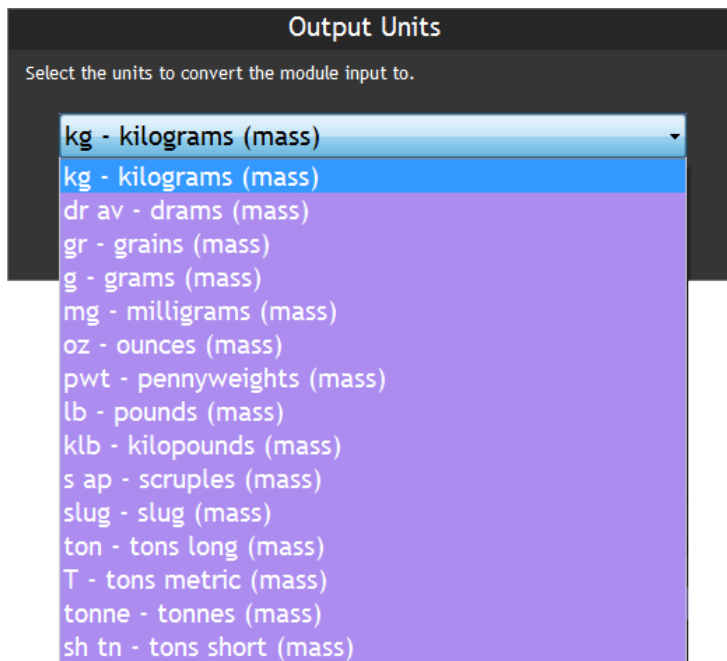 Output Units
Select the units to convert the module input to.
kg - kilograms (mass)
kg - kilograms (mass)
dr av - drams (mass)
gr - grains (mass)
g - grams (mass)
mg - milligrams (mass)
oz - ounces (mass)
pwt - pennyweights (mass)
lb - pounds (mass)
klb - kilopounds (mass)
s ap - scruples (mass)
slug - slug (mass)
ton - tons long (mass)
T - tons metric (mass)
tonne - tonnes (mass)
sh tn - tons short (mass)